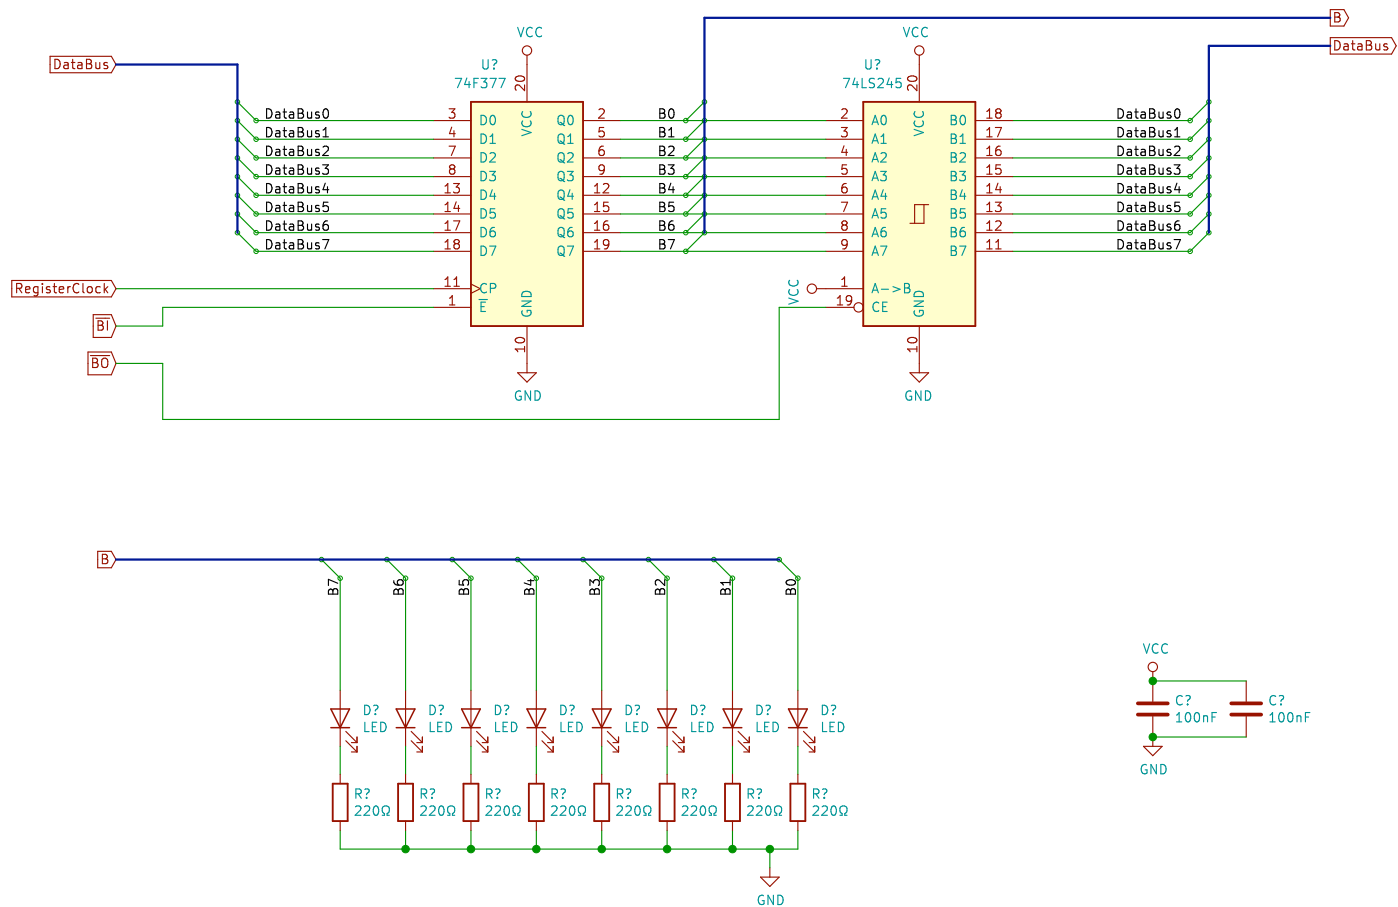 B
DataBus
DataBus
VCC
VCC
U?
74F377
U?
74LS245
20
20
VCC
VCC
DataBus0 3 D0 Q0 2 B0 2 A0 B0 18 DataBus0
DataBus1 4 D1 Q1 5 B1 3 A1 B1 17 DataBus1
DataBus2 7 D2 Q2 6 B2 4 A2 B2 16 DataBus2
DataBus3 8 D3 Q3 9 B3 5 A3 B3 15 DataBus3
DataBus4 13 D4 Q4 12 B4 6 A4 B4 14 DataBus4
DataBus5 14 D5 Q5 15 B5 7 A5 B5 13 DataBus5
DataBus6 17 D6 Q6 16 B6 8 A6 B6 12 DataBus6
DataBus7 18 D7 Q7 19 B7 9 A7 B7 11 DataBus7
RegisterClock 11 CP VCC 1 A->B
1 E̅ 19 CE
GND
GND
B̅I̅
10
10
B̅O̅
GND
GND
B
B7 B6 B5 B4 B3 B2 B1 B0
VCC
D? D? D? D? D? D? D? D?
LED LED LED LED LED LED LED LED
C? C?
100nF 100nF
GND
R? R? R? R? R? R? R? R?
220Ω 220Ω 220Ω 220Ω 220Ω 220Ω 220Ω 220Ω
GND